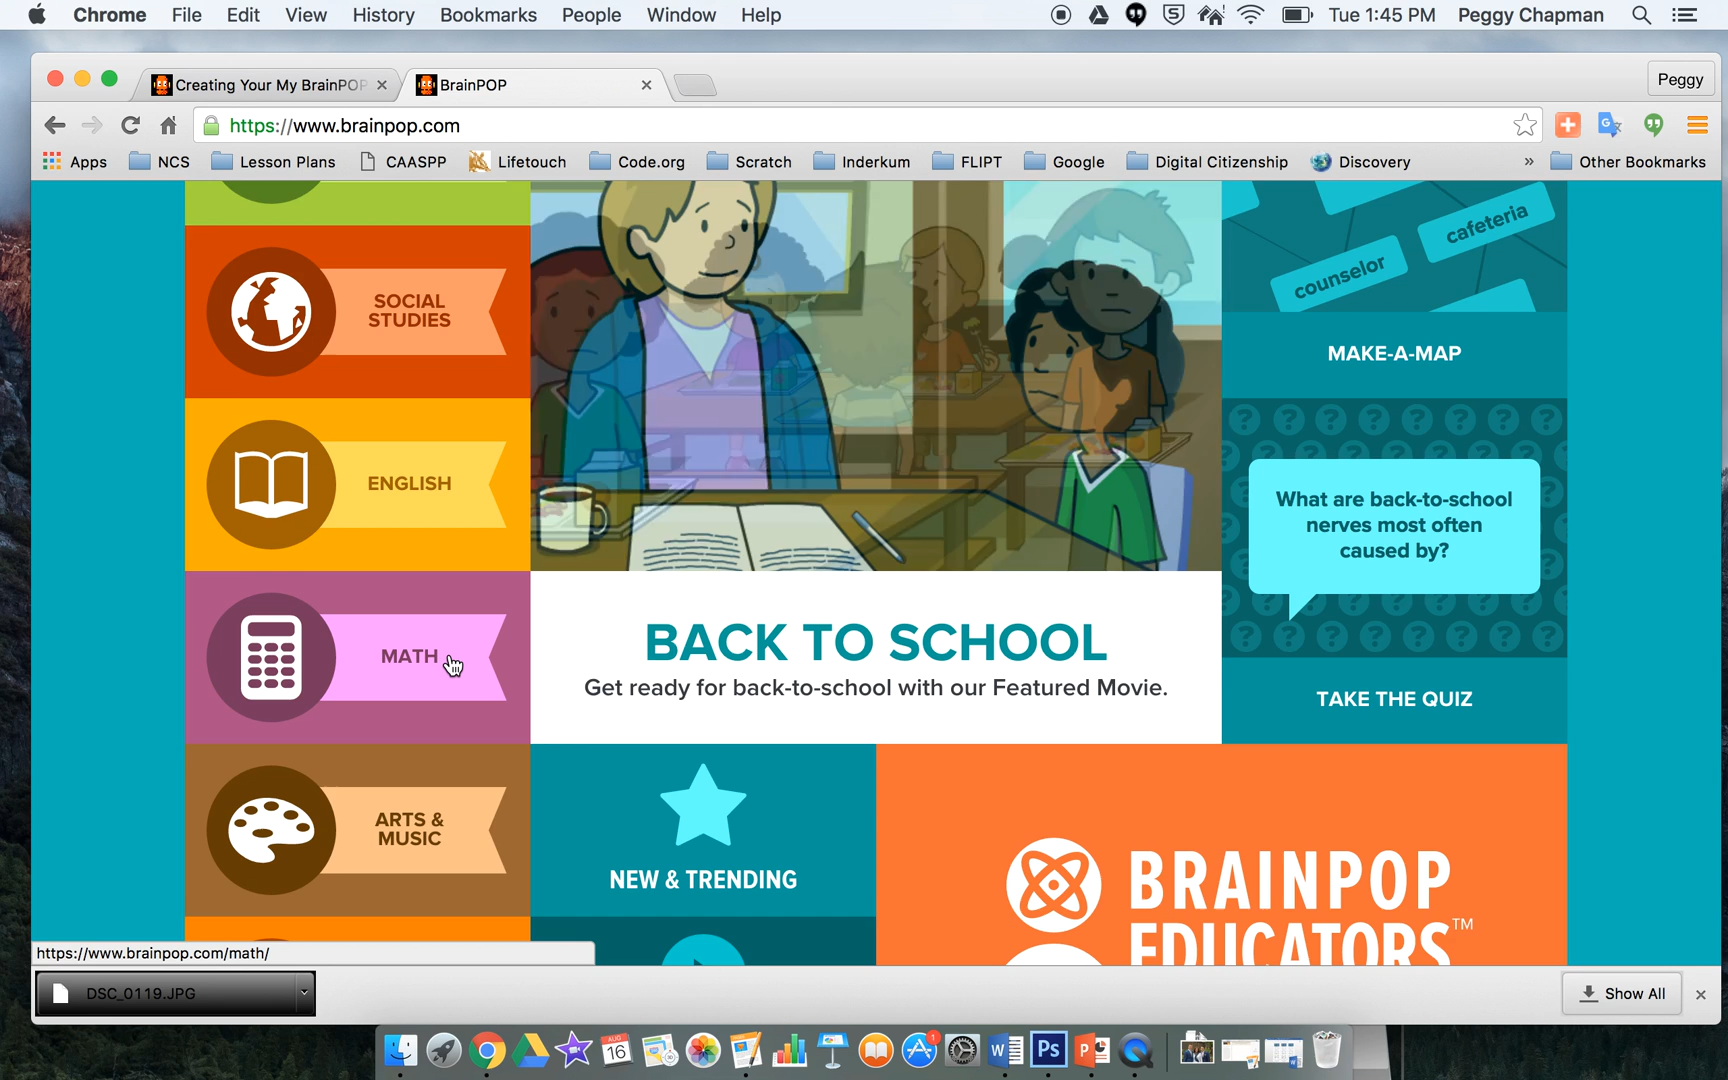 Chrome File Edit View History Bookmarks People Window Help Tue 1:45 PM Peggy Chapman
Creating Your My BrainPOP BrainPOP Peggy
https://www.brainpop.com
Apps NCS Lesson Plans CAASPP Lifetouch Code.org Scratch Inderkum FLIPT Google Digital Citizenship Discovery » Other Bookmarks
cafeteria
counselor
SOCIAL
STUDIES
MAKE-A-MAP
ENGLISH
What are back-to-school
nerves most often
caused by?
MATH
BACK TO SCHOOL
Get ready for back-to-school with our Featured Movie.
TAKE THE QUIZ
ARTS &
MUSIC
NEW & TRENDING
BRAINPOP
EDUCATORS™
https://www.brainpop.com/math/
DSC_0119.JPG Show All
AUG
16
1
W Ps P